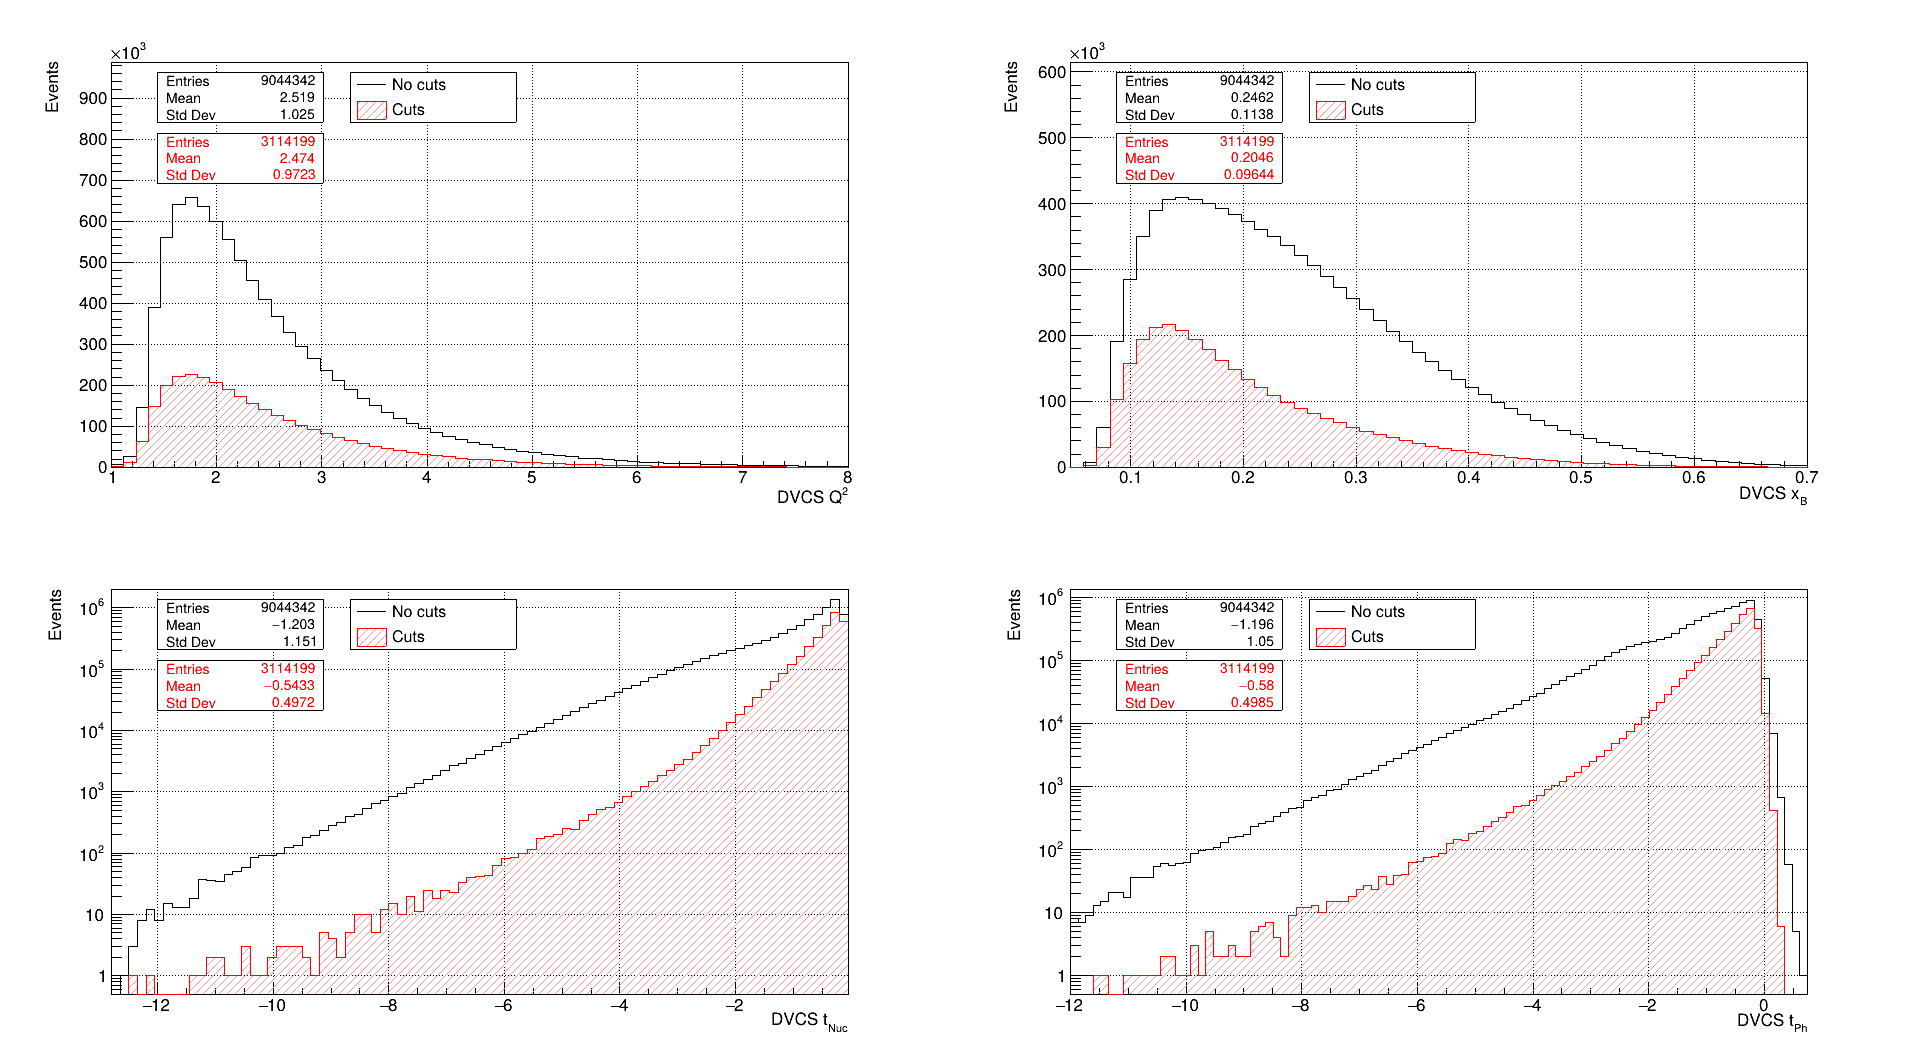 ×10³
Events
Entries 9044342
Mean 2.519
Std Dev 1.025
Entries 3114199
Mean 2.474
Std Dev 0.9723
No cuts
Cuts
900
800
700
600
500
400
300
200
100
0
1 2 3 4 5 6 7 8
DVCS Q²
×10³
Events
Entries 9044342
Mean 0.2462
Std Dev 0.1138
Entries 3114199
Mean 0.2046
Std Dev 0.09644
No cuts
Cuts
600
500
400
300
200
100
0
0.1 0.2 0.3 0.4 0.5 0.6 0.7
DVCS x_B
Events
Entries 9044342
Mean −1.203
Std Dev 1.151
Entries 3114199
Mean −0.5433
Std Dev 0.4972
No cuts
Cuts
10⁶
10⁵
10⁴
10³
10²
10
1
−12 −10 −8 −6 −4 −2
DVCS t_Nuc
Events
Entries 9044342
Mean −1.196
Std Dev 1.05
Entries 3114199
Mean −0.58
Std Dev 0.4985
No cuts
Cuts
10⁶
10⁵
10⁴
10³
10²
10
1
−12 −10 −8 −6 −4 −2 0
DVCS t_Ph